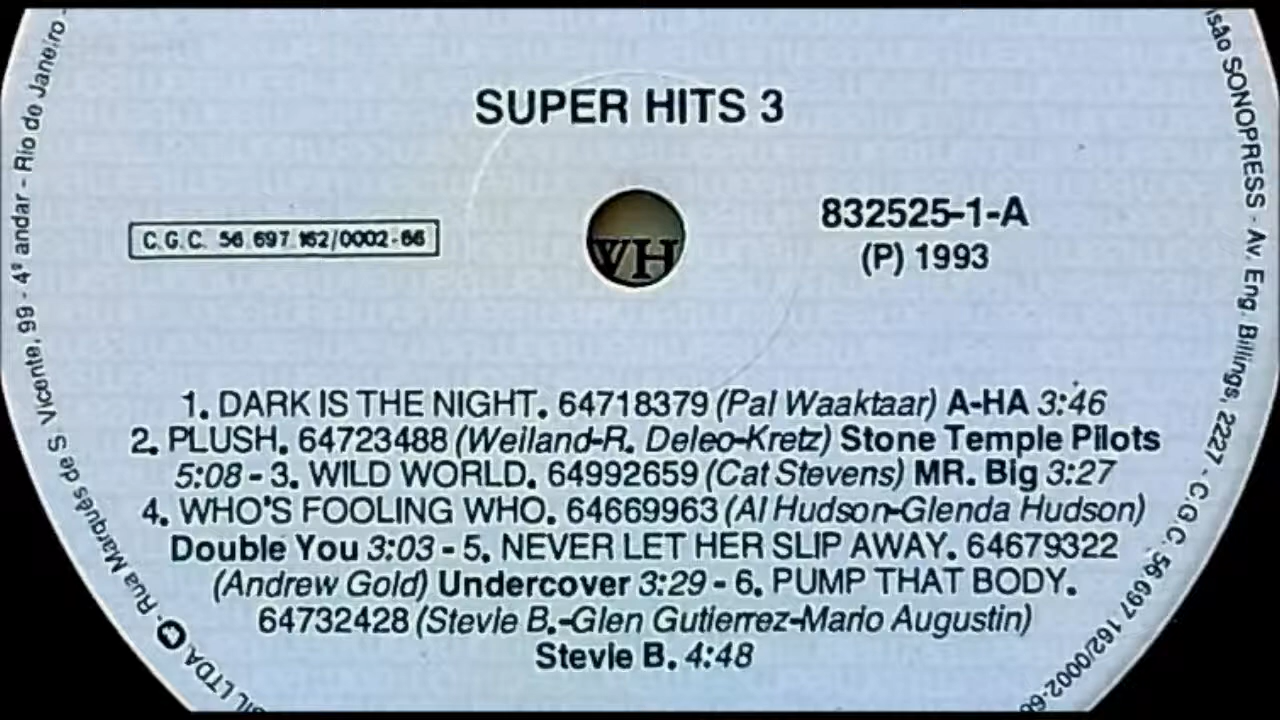 SUPER HITS 3
C.G.C. 56 697 162/0002-66
WH
832525-1-A
(P) 1993
1. DARK IS THE NIGHT. 64718379 (Pal Waaktaar) A-HA 3:46
2. PLUSH. 64723488 (Weiland-R. Deleo-Kretz) Stone Temple Pilots
5:08 - 3. WILD WORLD. 64992659 (Cat Stevens) MR. Big 3:27
4. WHO'S FOOLING WHO. 64669963 (Al Hudson-Glenda Hudson)
Double You 3:03 - 5. NEVER LET HER SLIP AWAY. 64679322
(Andrew Gold) Undercover 3:29 - 6. PUMP THAT BODY.
64732428 (Stevie B.-Glen Gutierrez-Mario Augustin)
Stevie B. 4:48
LTDA. - Rua Marquês de S. Vicente, 99 - 4º andar - Rio de Janeiro -
SONOPRESS - Av. Eng. Billings, 2227 - C.G.C. 56 697 162/0002-66